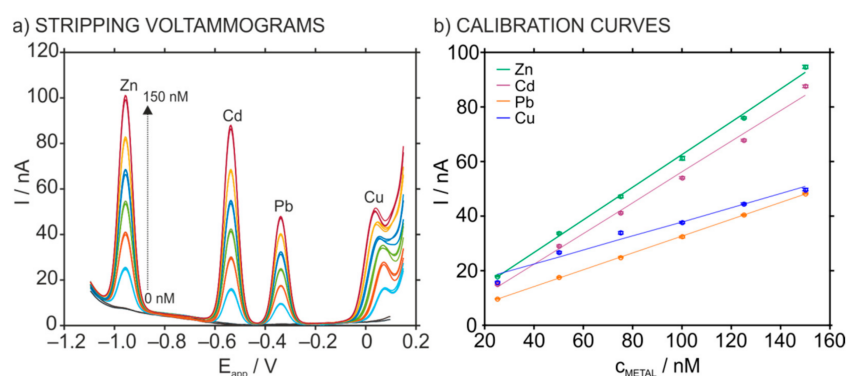 a) STRIPPING VOLTAMMOGRAMS
120
100
80
60
40
20
0
I / nA
Zn
150 nM
0 nM
Cd
Pb
Cu
−1.2 −1.0 −0.8 −0.6 −0.4 −0.2 0 0.2
E_app / V
b) CALIBRATION CURVES
100
80
60
40
20
0
I / nA
Zn
Cd
Pb
Cu
20 40 60 80 100 120 140 160
c_METAL / nM